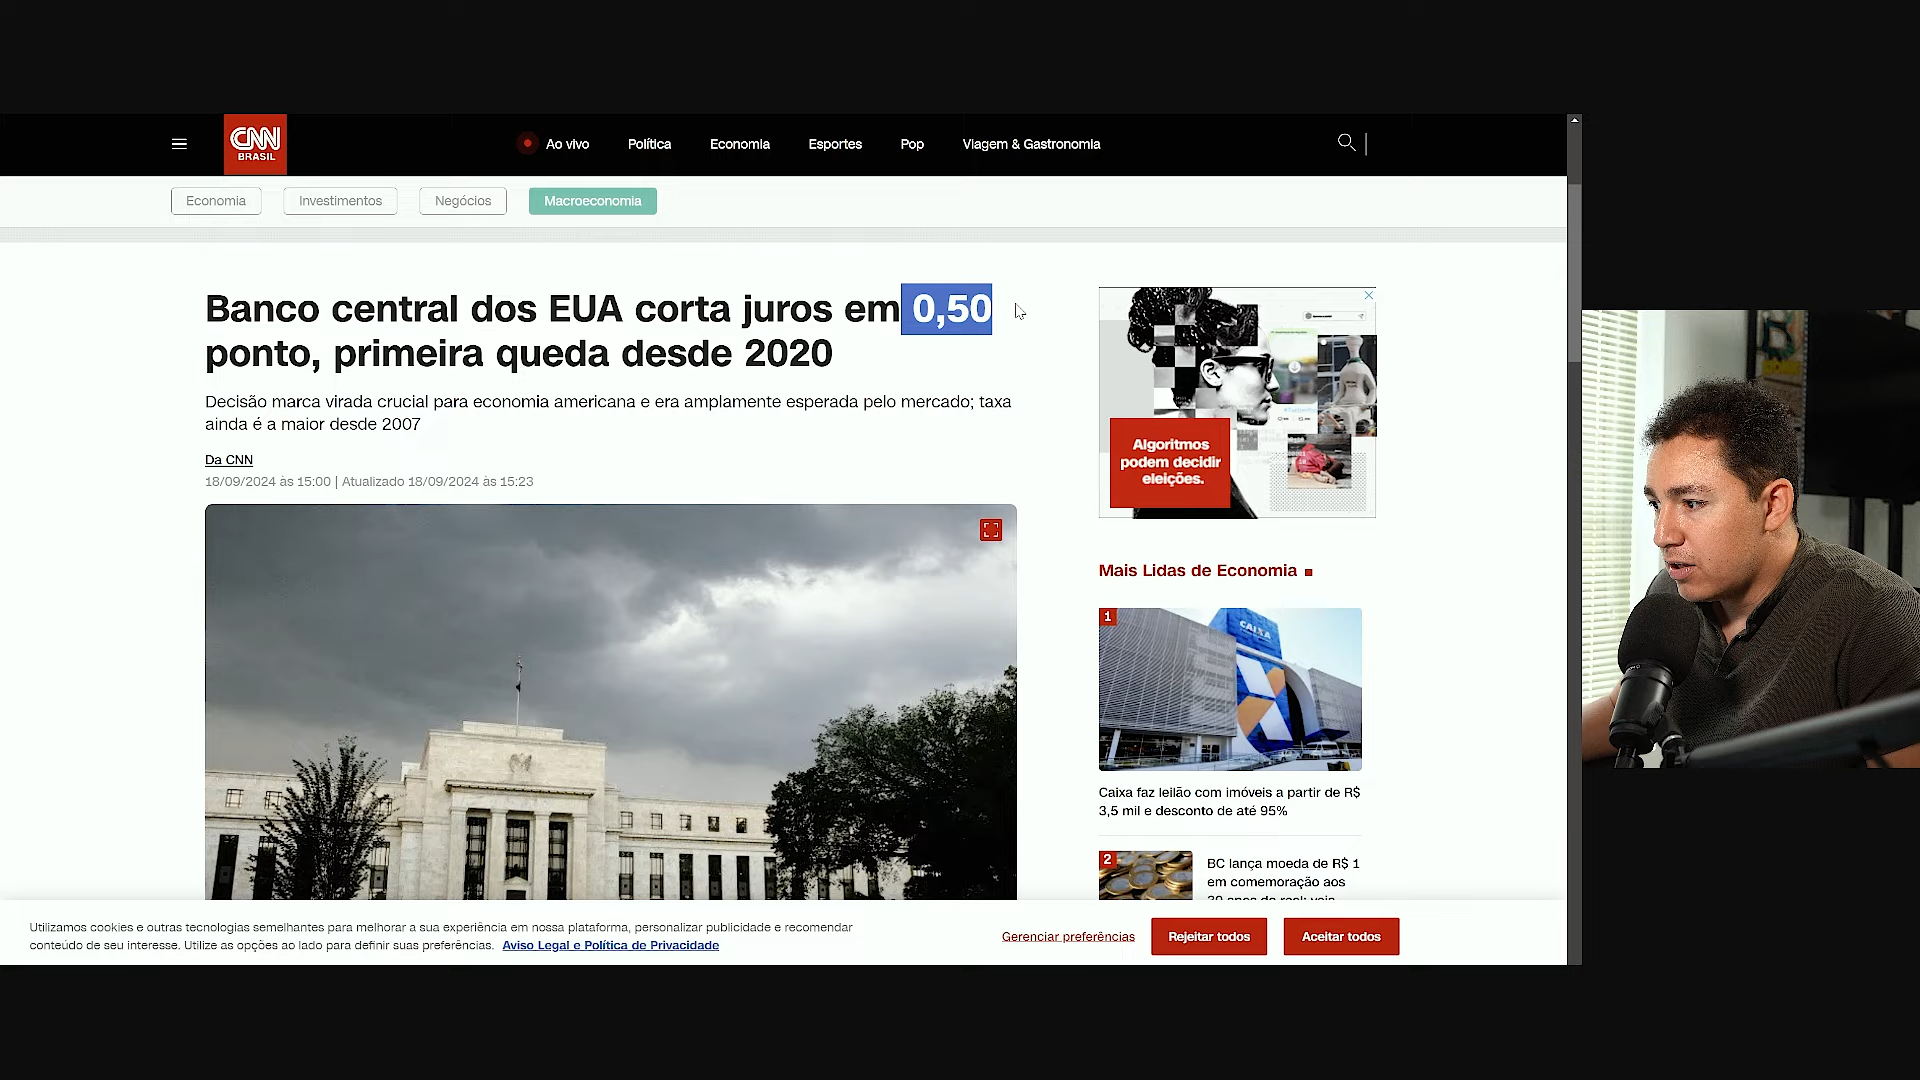 CNN
BRASIL
Ao vivo
Política
Economia
Esportes
Pop
Viagem & Gastronomia
Economia
Investimentos
Negócios
Macroeconomia
Banco central dos EUA corta juros em 0,50
ponto, primeira queda desde 2020
Decisão marca virada crucial para economia americana e era amplamente esperada pelo mercado; taxa
ainda é a maior desde 2007
Da CNN
18/09/2024 às 15:00 | Atualizado 18/09/2024 às 15:23
Algoritmos
podem decidir
eleições.
Mais Lidas de Economia
1
CAIXA
Caixa faz leilão com imóveis a partir de R$
3,5 mil e desconto de até 95%
2
BC lança moeda de R$ 1
em comemoração aos
Utilizamos cookies e outras tecnologias semelhantes para melhorar a sua experiência em nossa plataforma, personalizar publicidade e recomendar
conteúdo de seu interesse. Utilize as opções ao lado para definir suas preferências. Aviso Legal e Política de Privacidade
Gerenciar preferências
Rejeitar todos
Aceitar todos